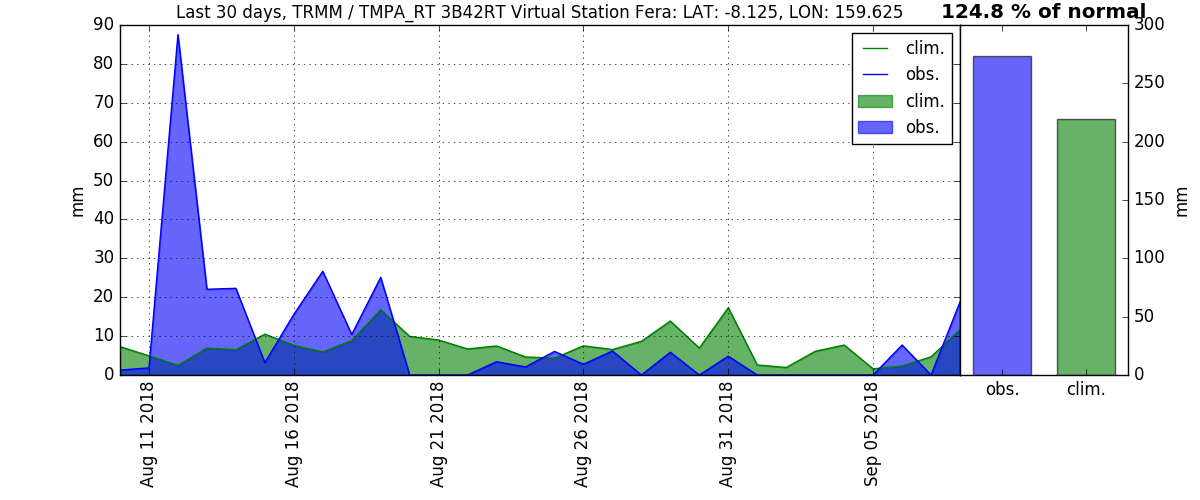 Last 30 days, TRMM / TMPA_RT 3B42RT Virtual Station Fera: LAT: -8.125, LON: 159.625
124.8 % of normal
90
80
70
60
50
40
30
20
10
0
mm
clim.
obs.
clim.
obs.
Aug 11 2018
Aug 16 2018
Aug 21 2018
Aug 26 2018
Aug 31 2018
Sep 05 2018
300
250
200
150
100
50
0
mm
obs.
clim.